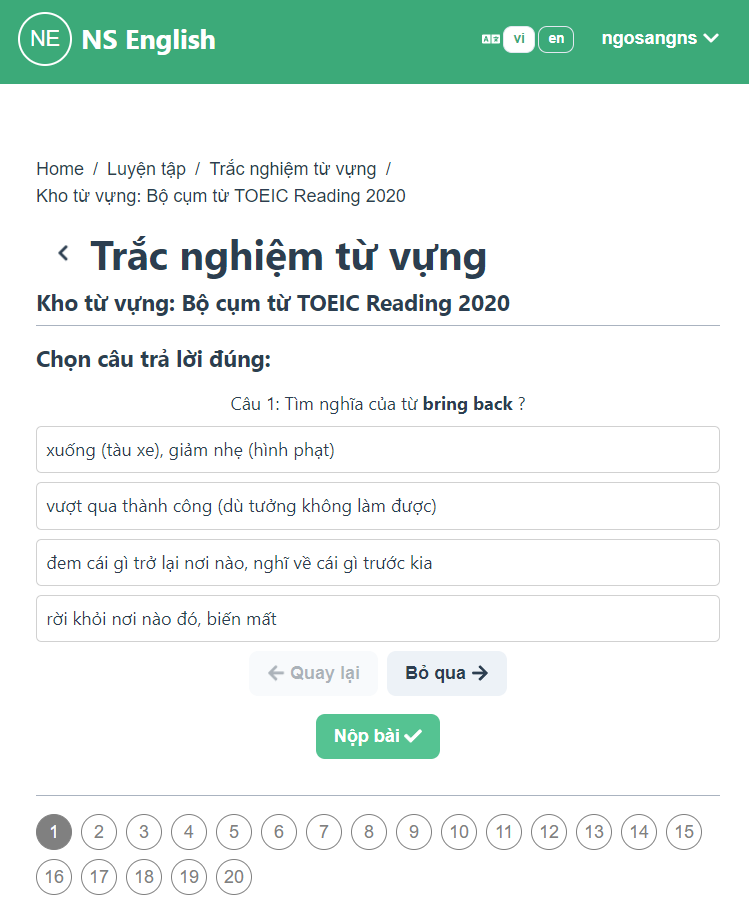 NE NS English vi en ngosangns
Home / Luyện tập / Trắc nghiệm từ vựng /
Kho từ vựng: Bộ cụm từ TOEIC Reading 2020
Trắc nghiệm từ vựng
Kho từ vựng: Bộ cụm từ TOEIC Reading 2020
Chọn câu trả lời đúng:
Câu 1: Tìm nghĩa của từ bring back ?
xuống (tàu xe), giảm nhẹ (hình phạt)
vượt qua thành công (dù tưởng không làm được)
đem cái gì trở lại nơi nào, nghĩ về cái gì trước kia
rời khỏi nơi nào đó, biến mất
Quay lại Bỏ qua
Nộp bài
1 2 3 4 5 6 7 8 9 10 11 12 13 14 15
16 17 18 19 20